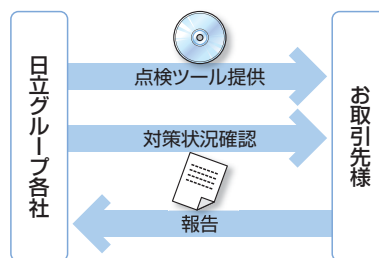 日立グループ各社
点検ツール提供
対策状況確認
報告
お取引先様